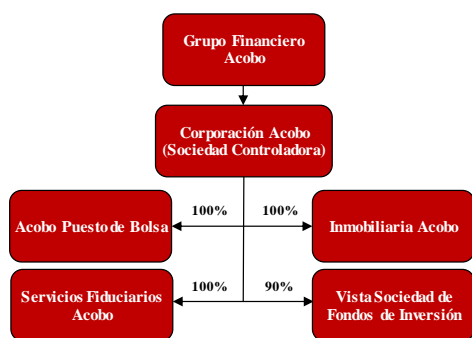 Grupo Financiero
Acobo
Corporación Acobo
(Sociedad Controladora)
100%
100%
Acobo Puesto de Bolsa
Inmobiliaria Acobo
100%
90%
Servicios Fiduciarios
Acobo
Vista Sociedad de
Fondos de Inversión